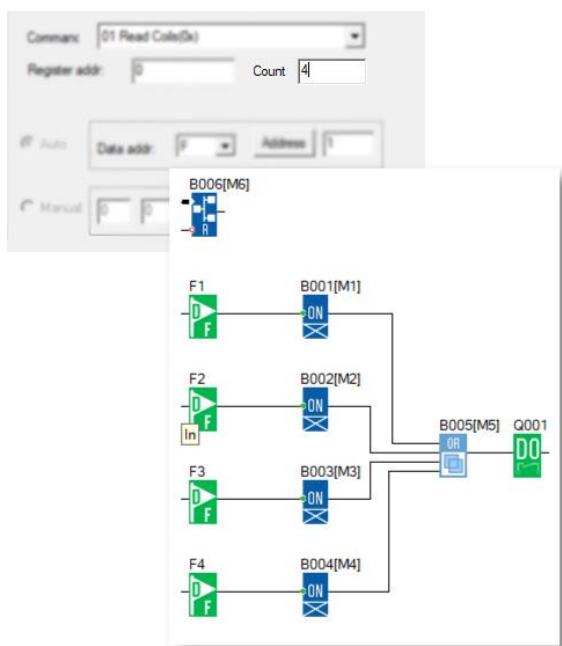 Comman: 01 Read Coils(0x)
Register addr: 0 Count 4
Auto Data addr: F Address 1
Manual 0 0
B006[M6]
R
F1 B001[M1]
D F ON
F2 B002[M2]
D F ON
In
B005[M5] Q001
OR DO
F3 B003[M3]
D F ON
F4 B004[M4]
D F ON